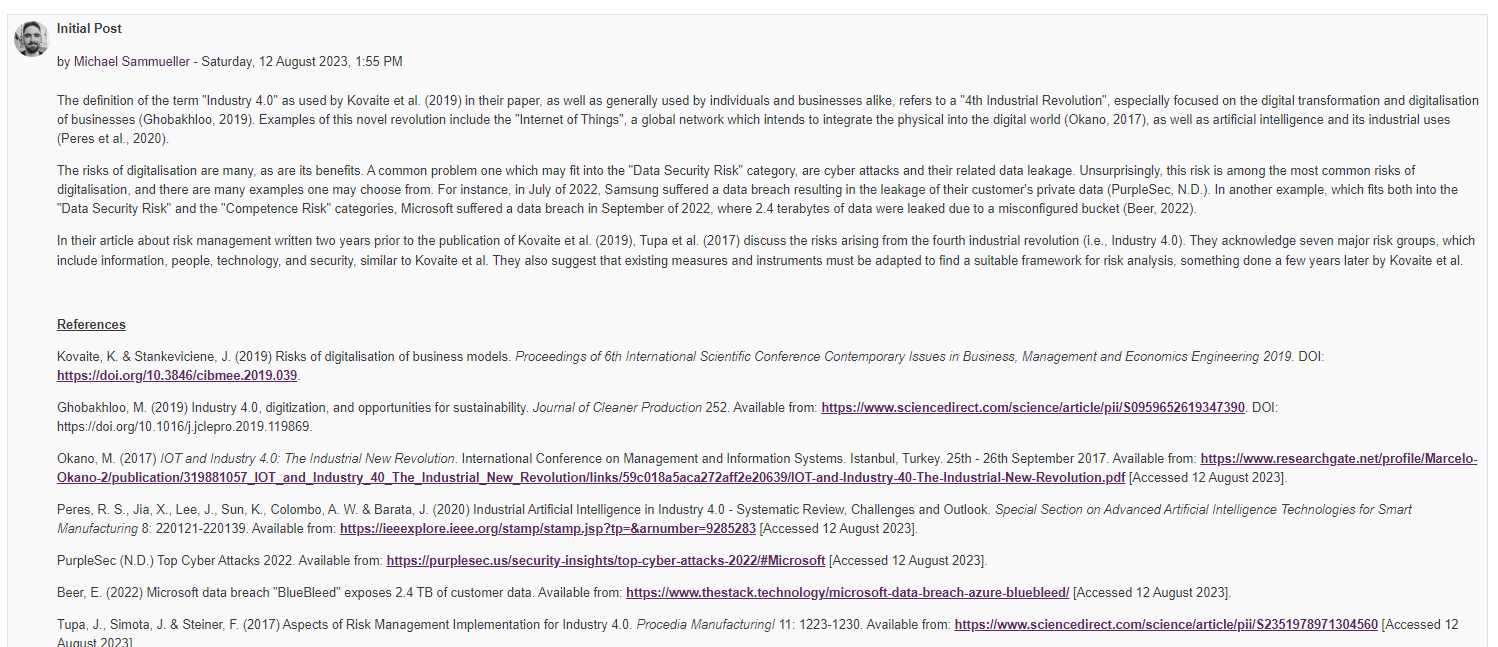 Initial Post
by Michael Sammueller - Saturday, 12 August 2023, 1:55 PM
The definition of the term "Industry 4.0" as used by Kovaite et al. (2019) in their paper, as well as generally used by individuals and businesses alike, refers to a "4th Industrial Revolution", especially focused on the digital transformation and digitalisation
of businesses (Ghobakhloo, 2019). Examples of this novel revolution include the "Internet of Things", a global network which intends to integrate the physical into the digital world (Okano, 2017), as well as artificial intelligence and its industrial uses
(Peres et al., 2020).
The risks of digitalisation are many, as are its benefits. A common problem one which may fit into the "Data Security Risk" category, are cyber attacks and their related data leakage. Unsurprisingly, this risk is among the most common risks of
digitalisation, and there are many examples one may choose from. For instance, in July of 2022, Samsung suffered a data breach resulting in the leakage of their customer's private data (PurpleSec, N.D.). In another example, which fits both into the
"Data Security Risk" and the "Competence Risk" categories, Microsoft suffered a data breach in September of 2022, where 2.4 terabytes of data were leaked due to a misconfigured bucket (Beer, 2022).
In their article about risk management written two years prior to the publication of Kovaite et al. (2019), Tupa et al. (2017) discuss the risks arising from the fourth industrial revolution (i.e., Industry 4.0). They acknowledge seven major risk groups, which
include information, people, technology, and security, similar to Kovaite et al. They also suggest that existing measures and instruments must be adapted to find a suitable framework for risk analysis, something done a few years later by Kovaite et al.
References
Kovaite, K. & Stankeviciene, J. (2019) Risks of digitalisation of business models. Proceedings of 6th International Scientific Conference Contemporary Issues in Business, Management and Economics Engineering 2019. DOI:
https://doi.org/10.3846/cibmee.2019.039.
Ghobakhloo, M. (2019) Industry 4.0, digitization, and opportunities for sustainability. Journal of Cleaner Production 252. Available from: https://www.sciencedirect.com/science/article/pii/S0959652619347390. DOI:
https://doi.org/10.1016/j.jclepro.2019.119869.
Okano, M. (2017) IOT and Industry 4.0: The Industrial New Revolution. International Conference on Management and Information Systems. Istanbul, Turkey. 25th - 26th September 2017. Available from: https://www.researchgate.net/profile/Marcelo-
Okano-2/publication/319881057_IOT_and_Industry_40_The_Industrial_New_Revolution/links/59c018a5aca272aff2e20639/IOT-and-Industry-40-The-Industrial-New-Revolution.pdf [Accessed 12 August 2023].
Peres, R. S., Jia, X., Lee, J., Sun, K., Colombo, A. W. & Barata, J. (2020) Industrial Artificial Intelligence in Industry 4.0 - Systematic Review, Challenges and Outlook. Special Section on Advanced Artificial Intelligence Technologies for Smart
Manufacturing 8: 220121-220139. Available from: https://ieeexplore.ieee.org/stamp/stamp.jsp?tp=&arnumber=9285283 [Accessed 12 August 2023].
PurpleSec (N.D.) Top Cyber Attacks 2022. Available from: https://purplesec.us/security-insights/top-cyber-attacks-2022/#Microsoft [Accessed 12 August 2023].
Beer, E. (2022) Microsoft data breach "BlueBleed" exposes 2.4 TB of customer data. Available from: https://www.thestack.technology/microsoft-data-breach-azure-bluebleed/ [Accessed 12 August 2023].
Tupa, J., Simota, J. & Steiner, F. (2017) Aspects of Risk Management Implementation for Industry 4.0. Procedia Manufacturingl 11: 1223-1230. Available from: https://www.sciencedirect.com/science/article/pii/S2351978971304560 [Accessed 12
August 2023]